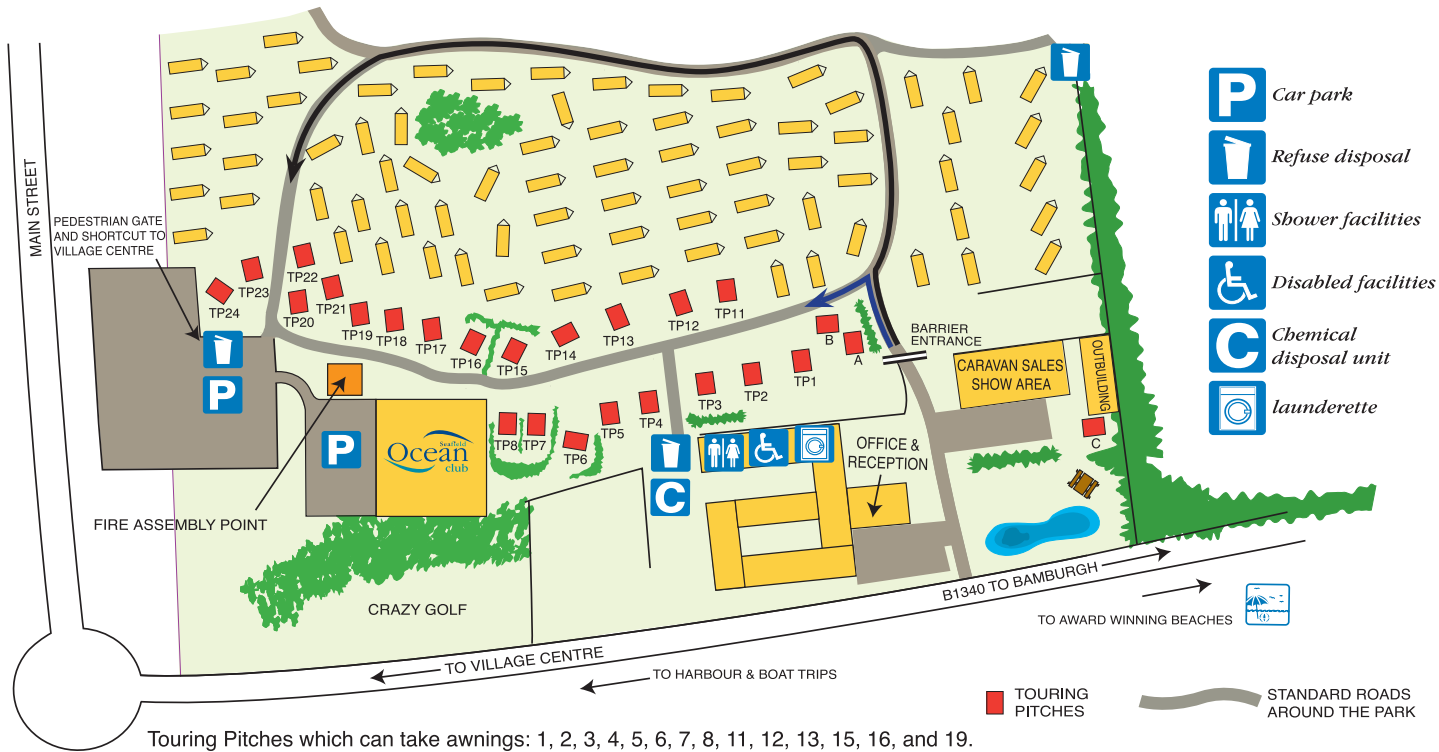 MAIN STREET
PEDESTRIAN GATE
AND SHORTCUT TO
VILLAGE CENTRE
TP24
TP23
TP22
TP21
TP20
TP19
TP18
TP17
TP16
TP15
TP14
TP13
TP12
TP11
B
A
BARRIER
ENTRANCE
TP1
TP2
TP3
TP4
TP5
TP6
TP7
TP8
CARAVAN SALES
SHOW AREA
OUTBUILDING
C
P
P
Seafield
Ocean
club
C
OFFICE &
RECEPTION
FIRE ASSEMBLY POINT
CRAZY GOLF
B1340 TO BAMBURGH
TO AWARD WINNING BEACHES
TO VILLAGE CENTRE
TO HARBOUR & BOAT TRIPS
P Car park
Refuse disposal
Shower facilities
Disabled facilities
C Chemical
disposal unit
launderette
TOURING
PITCHES
STANDARD ROADS
AROUND THE PARK
Touring Pitches which can take awnings: 1, 2, 3, 4, 5, 6, 7, 8, 11, 12, 13, 15, 16, and 19.